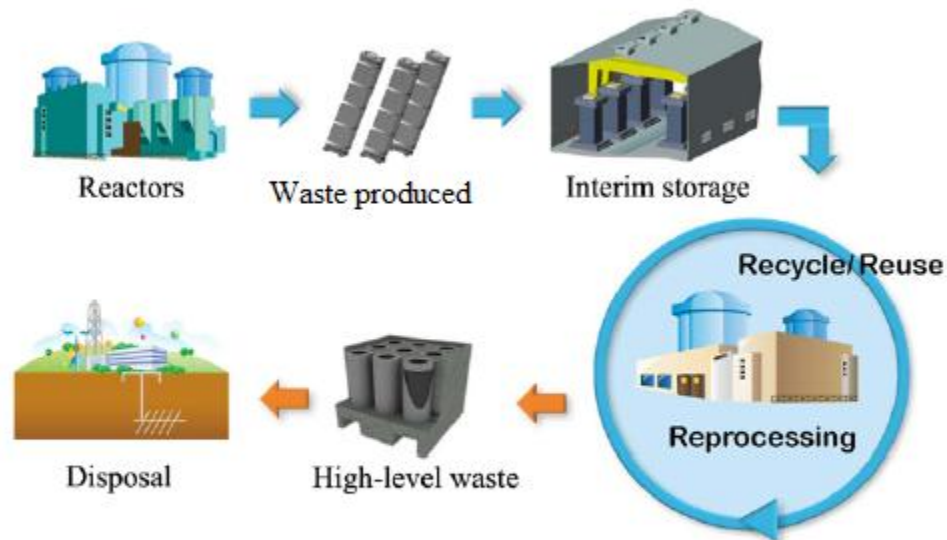 Reactors
Waste produced
Interim storage
Recycle/Reuse
Reprocessing
High-level waste
Disposal